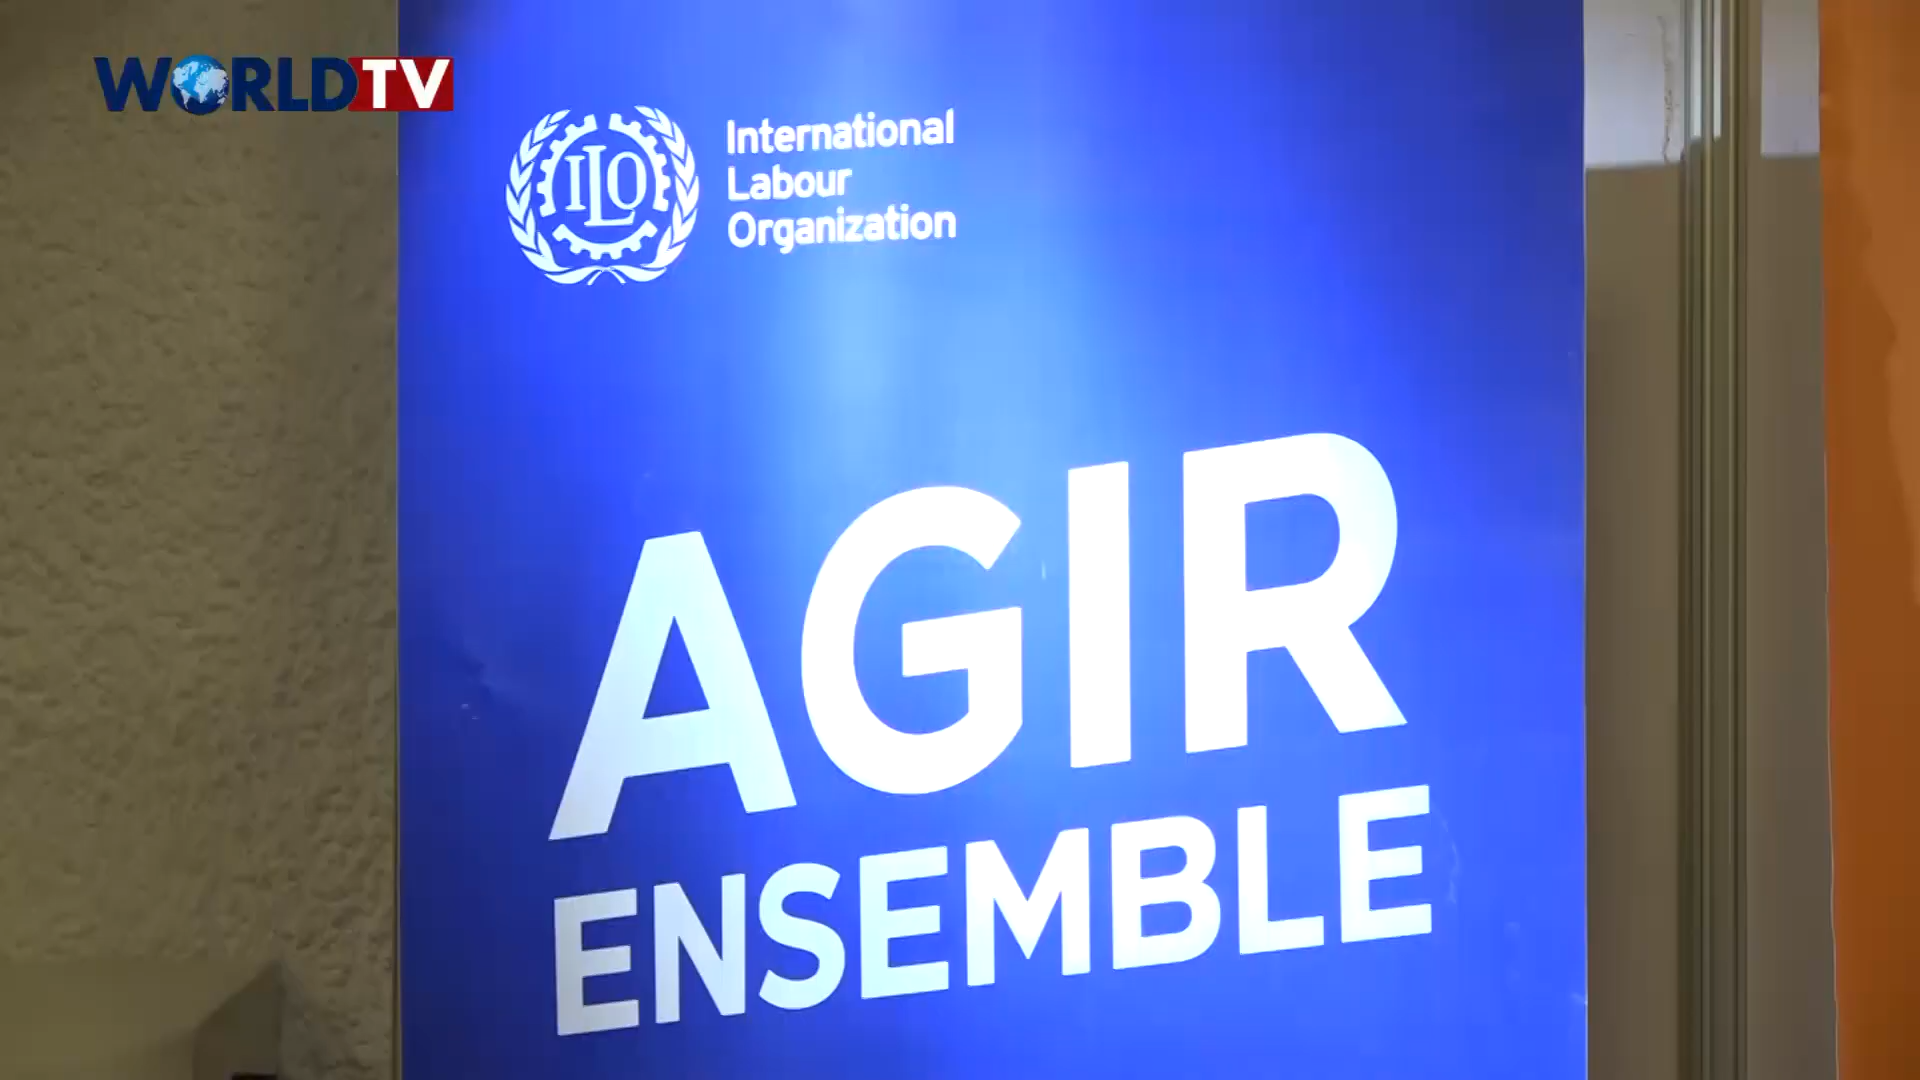 WORLDTV
ILO
International
Labour
Organization
AGIR
ENSEMBLE